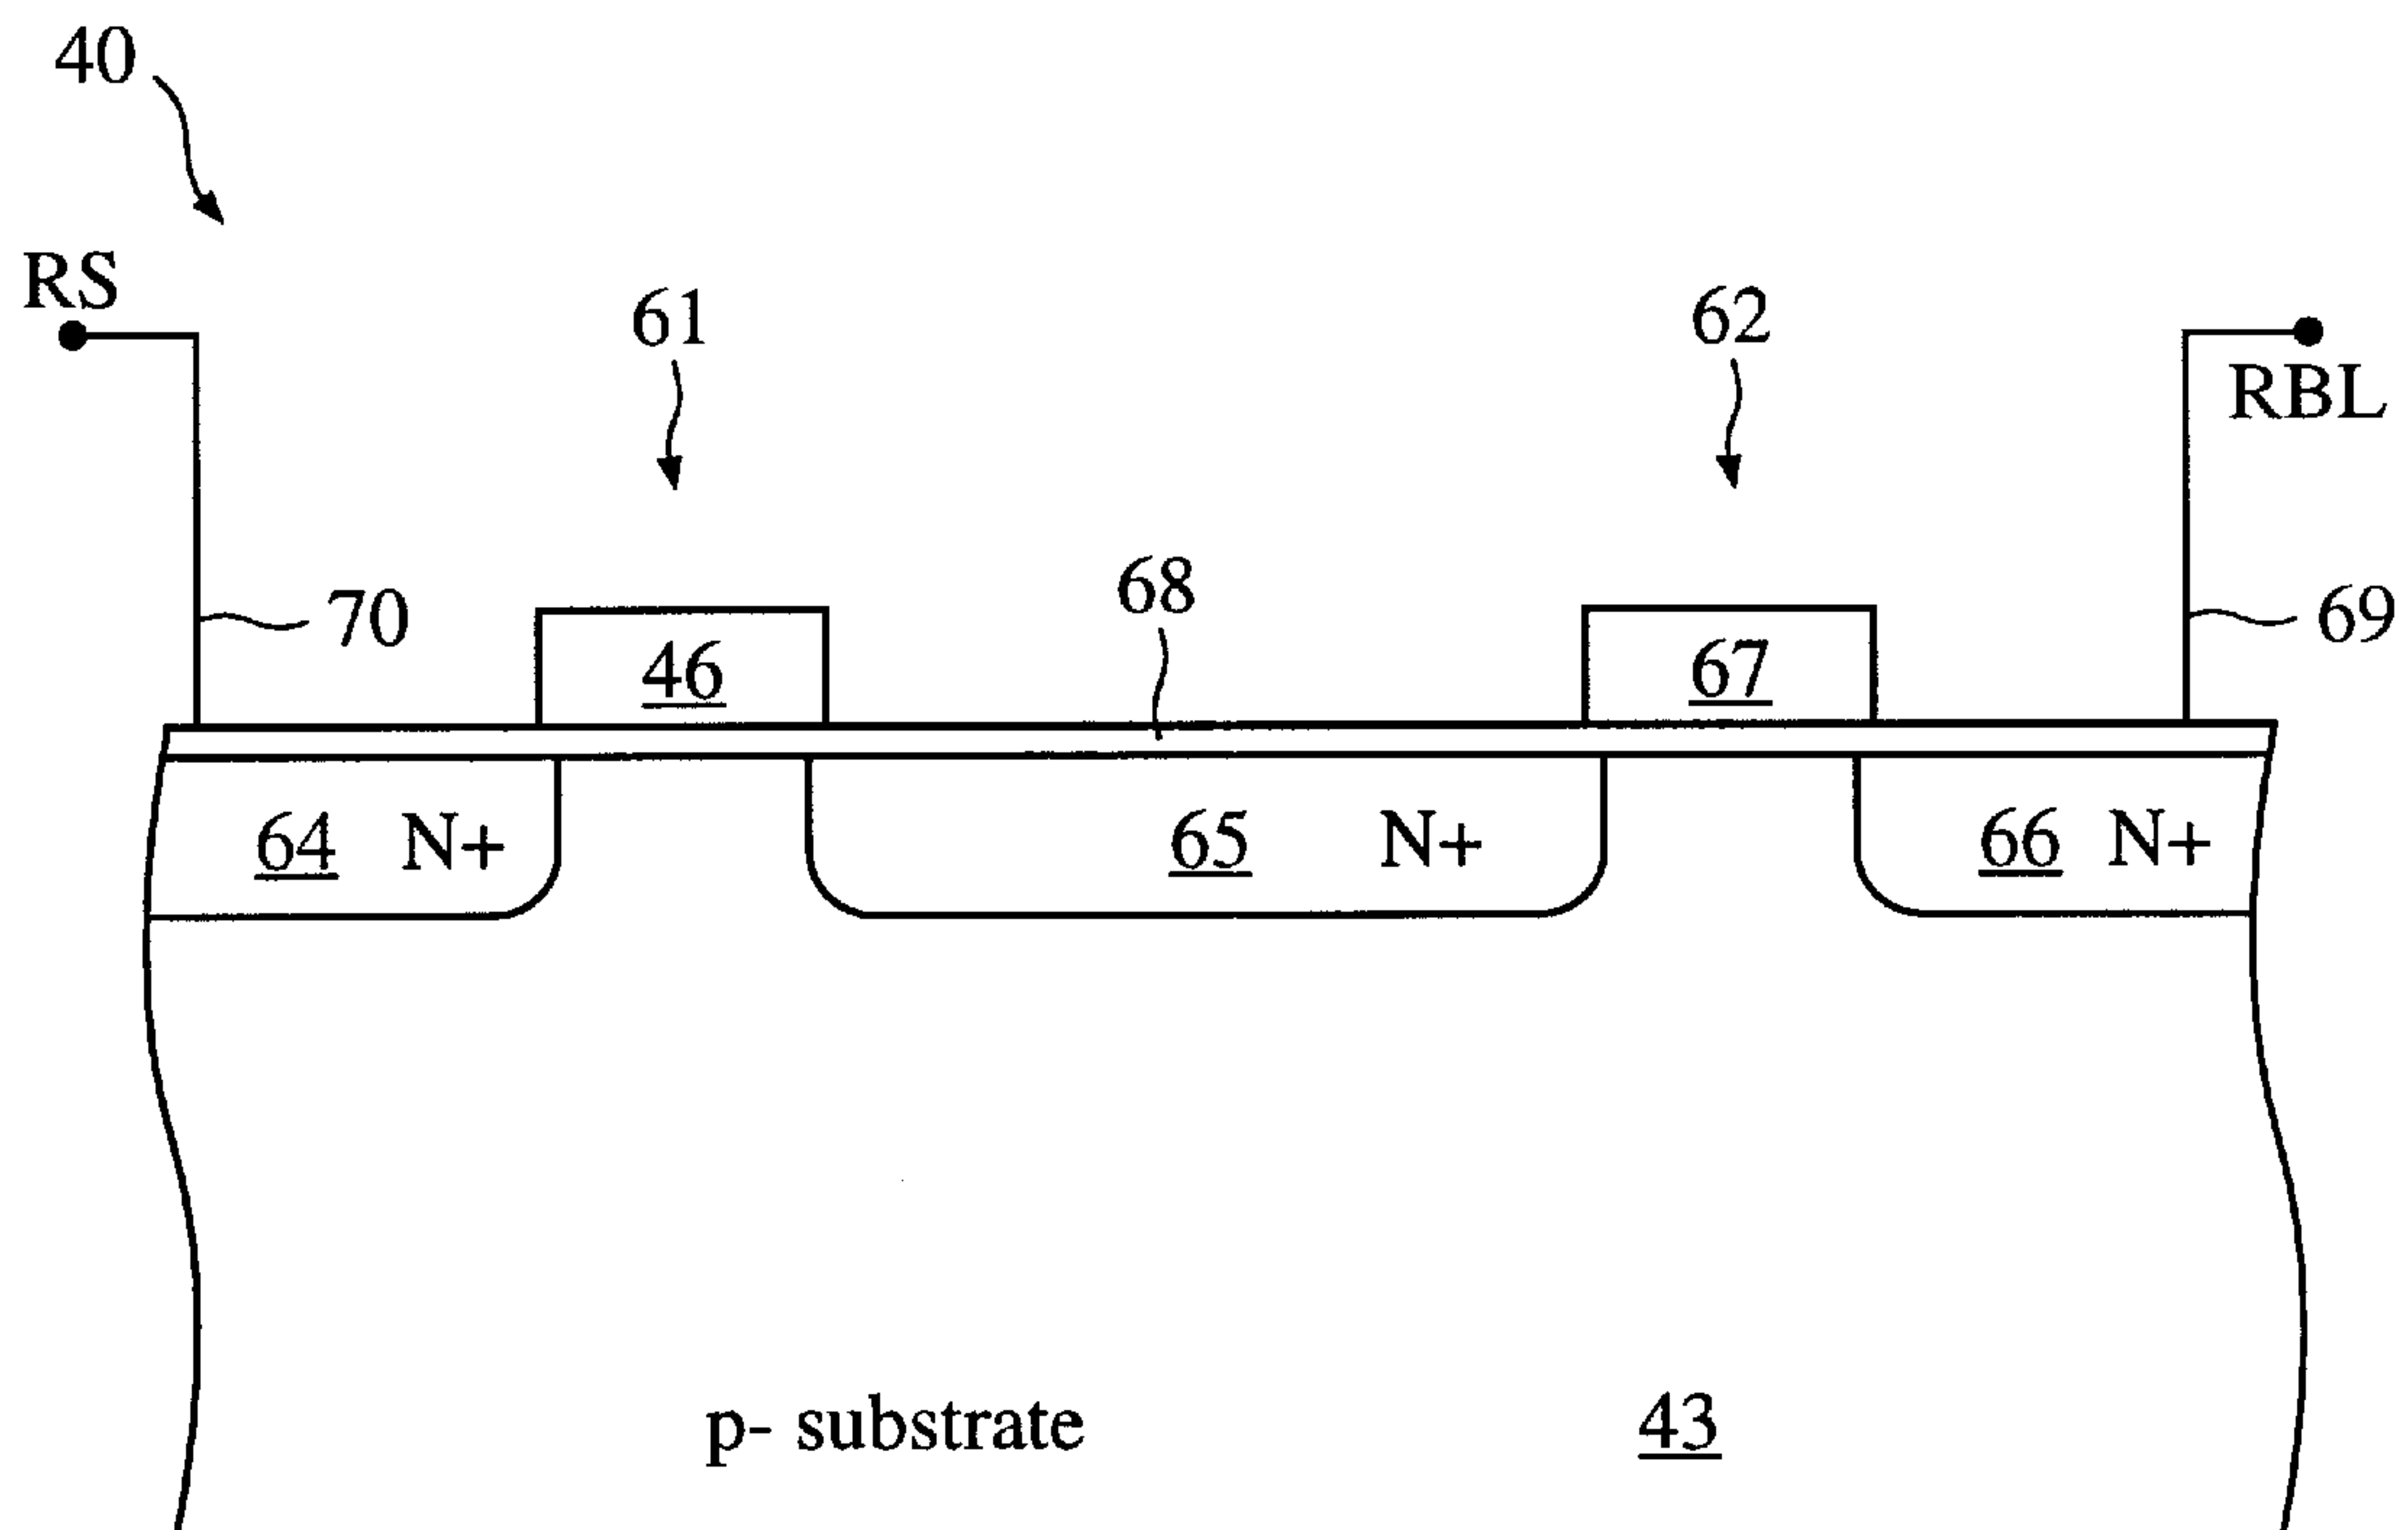 40
RS
61
62
RBL
68
70
46
67
69
64 N+
65 N+
66 N+
p- substrate 43